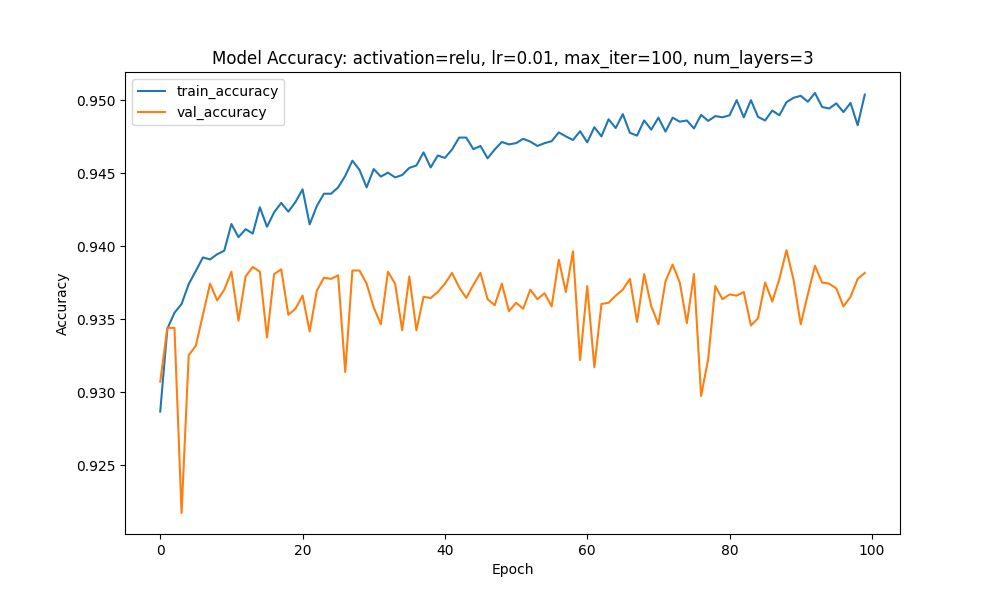 Model Accuracy: activation=relu, lr=0.01, max_iter=100, num_layers=3
train_accuracy
val_accuracy
0.950
0.945
0.940
0.935
0.930
0.925
Accuracy
0 20 40 60 80 100
Epoch